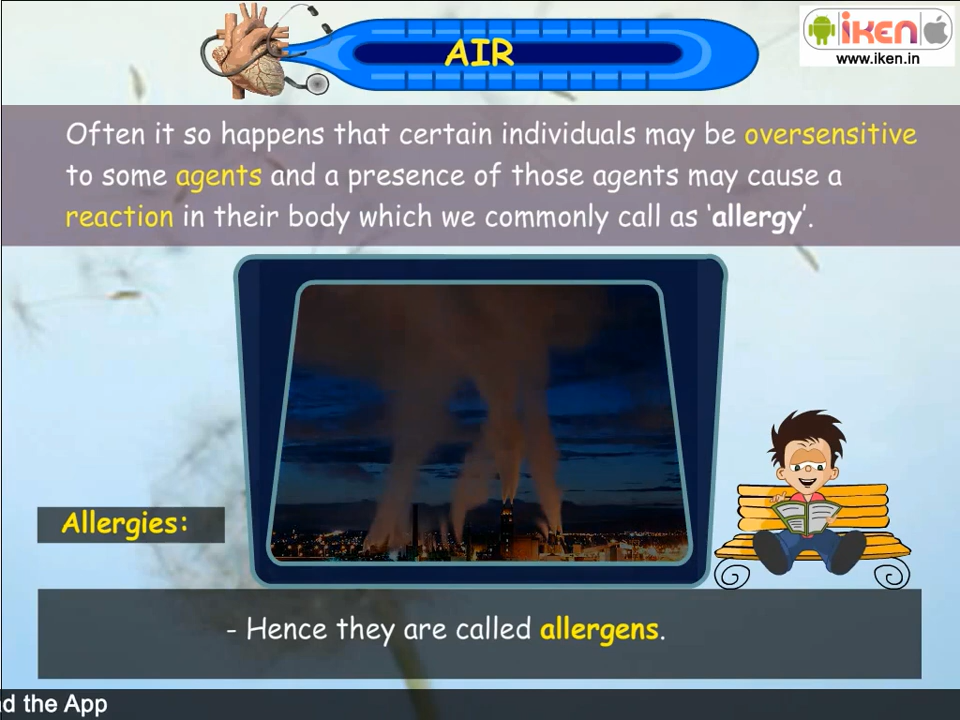 AIR
iKEN
www.iken.in
Often it so happens that certain individuals may be oversensitive
to some agents and a presence of those agents may cause a
reaction in their body which we commonly call as ‘allergy’.
Allergies:
- Hence they are called allergens.
d the App